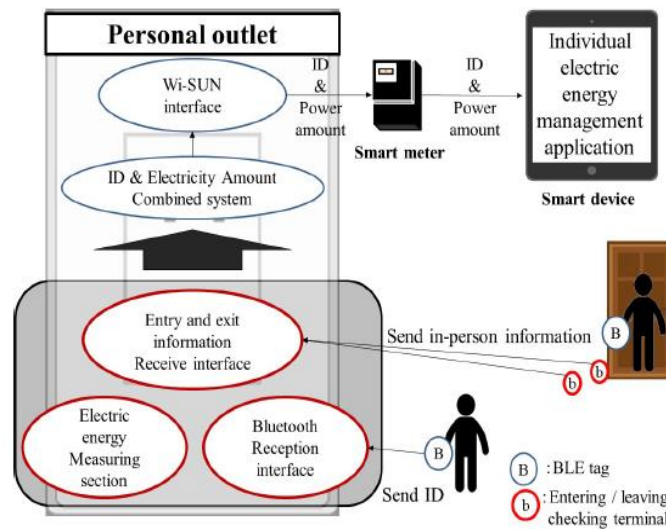 Personal outlet
Wi-SUN
interface
ID
&
Power
amount
Smart meter
ID
&
Power
amount
Individual
electric
energy
management
application
Smart device
ID & Electricity Amount
Combined system
Entry and exit
information
Receive interface
Send in-person information
B
b
b
Electric
energy
Measuring
section
Bluetooth
Reception
interface
B
Send ID
B :BLE tag
b : Entering / leaving
checking terminal